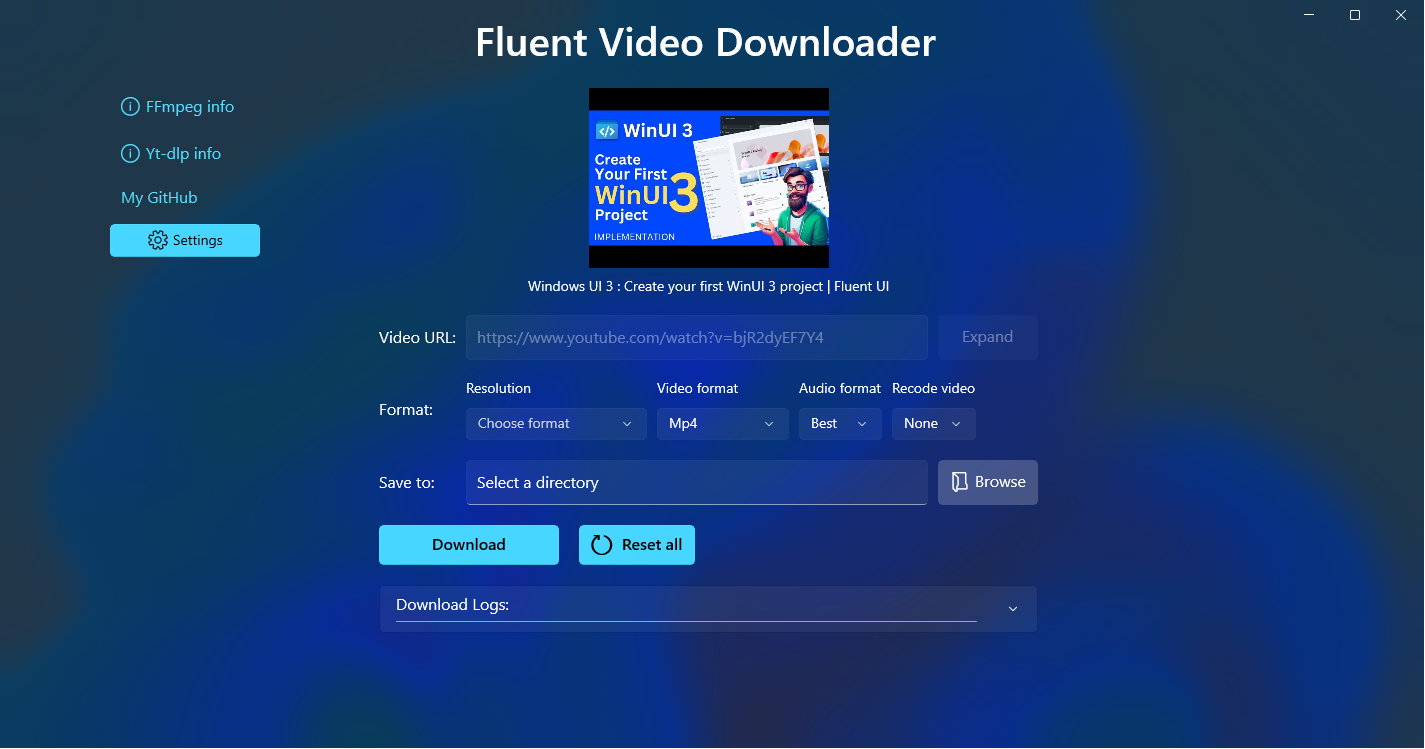 Fluent Video Downloader
FFmpeg info
Yt-dlp info
My GitHub
Settings
WinUI 3
Create
Your First
WinUI 3
Project
IMPLEMENTATION
Windows UI 3 : Create your first WinUI 3 project | Fluent UI
Video URL: https://www.youtube.com/watch?v=bjR2dyEF7Y4 Expand
Resolution Video format Audio format Recode video
Format: Choose format Mp4 Best None
Save to: Select a directory Browse
Download Reset all
Download Logs: